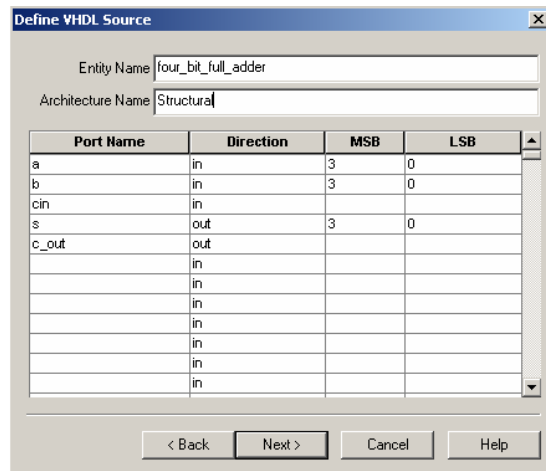 Define VHDL Source
Entity Name four_bit_full_adder
Architecture Name Structural
Port Name Direction MSB LSB
a in 3 0
b in 3 0
cin in
s out 3 0
c_out out
in
in
in
in
in
in
in
< Back Next > Cancel Help